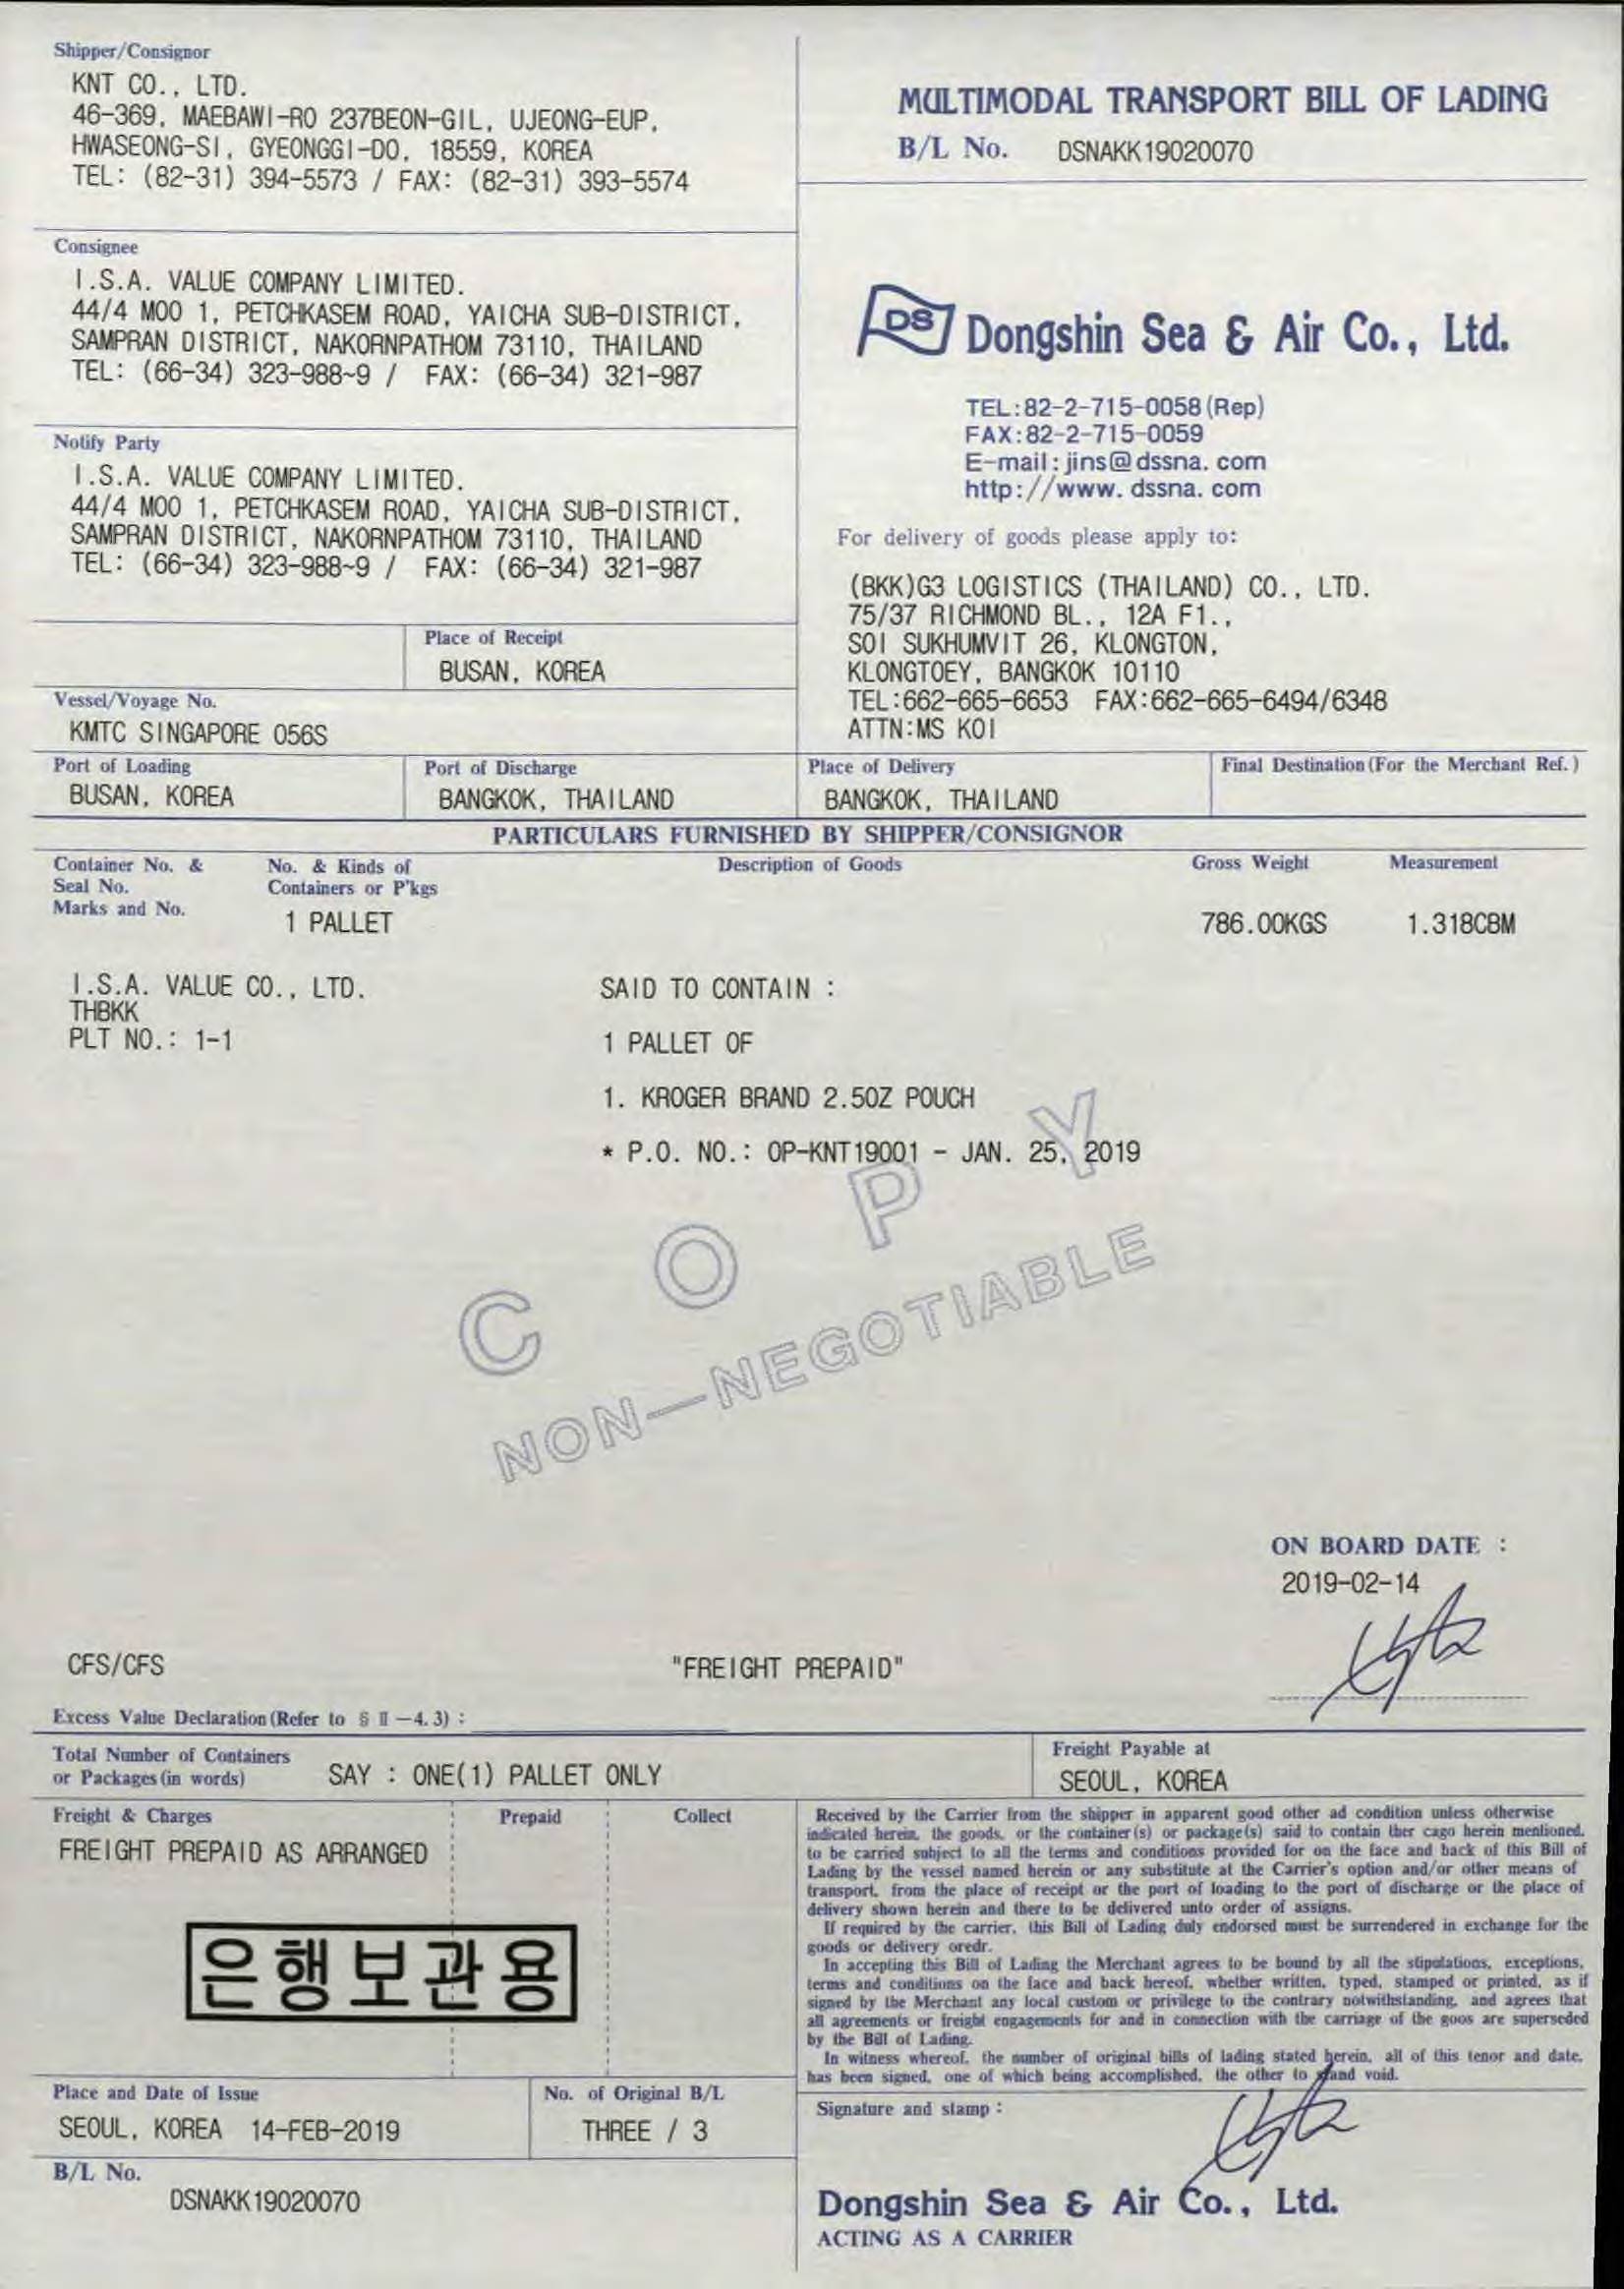 Shipper/Consignor
KNT CO., LTD.
46-369, MAEBAWI-RO 237BEON-GIL, UJEONG-EUP,
HWASEONG-SI, GYEONGGI-DO, 18559, KOREA
TEL: (82-31) 394-5573 / FAX: (82-31) 393-5574
MULTIMODAL TRANSPORT BILL OF LADING
B/L No. DSNAKK19020070
Consignee
I.S.A. VALUE COMPANY LIMITED.
44/4 MOO 1, PETCHKASEM ROAD, YAICHA SUB-DISTRICT,
SAMPRAN DISTRICT, NAKORNPATHOM 73110, THAILAND
TEL: (66-34) 323-988~9 / FAX: (66-34) 321-987
DS Dongshin Sea & Air Co., Ltd.
TEL:82-2-715-0058(Rep)
FAX:82-2-715-0059
E-mail:jins@dssna.com
http://www.dssna.com
Notify Party
I.S.A. VALUE COMPANY LIMITED.
44/4 MOO 1, PETCHKASEM ROAD, YAICHA SUB-DISTRICT,
SAMPRAN DISTRICT, NAKORNPATHOM 73110, THAILAND
TEL: (66-34) 323-988~9 / FAX: (66-34) 321-987
For delivery of goods please apply to:
(BKK)G3 LOGISTICS (THAILAND) CO., LTD.
75/37 RICHMOND BL., 12A F1.,
SOI SUKHUMVIT 26, KLONGTON,
KLONGTOEY, BANGKOK 10110
TEL:662-665-6653 FAX:662-665-6494/6348
ATTN:MS KOI
Place of Receipt
BUSAN, KOREA
Vessel/Voyage No.
KMTC SINGAPORE 056S
Port of Loading Port of Discharge Place of Delivery Final Destination(For the Merchant Ref.)
BUSAN, KOREA BANGKOK, THAILAND BANGKOK, THAILAND
PARTICULARS FURNISHED BY SHIPPER/CONSIGNOR
Container No. & No. & Kinds of Description of Goods Gross Weight Measurement
Seal No. Containers or P'kgs
Marks and No.
1 PALLET 786.00KGS 1.318CBM
I.S.A. VALUE CO., LTD. SAID TO CONTAIN :
THBKK
PLT NO.: 1-1 1 PALLET OF
1. KROGER BRAND 2.5OZ POUCH
* P.O. NO.: OP-KNT19001 - JAN. 25, 2019
COPY
NON-NEGOTIABLE
ON BOARD DATE :
2019-02-14
CFS/CFS "FREIGHT PREPAID"
Excess Value Declaration(Refer to § Ⅱ -4.3) :
Total Number of Containers
or Packages(in words) SAY : ONE(1) PALLET ONLY
Freight Payable at
SEOUL, KOREA
Freight & Charges Prepaid Collect
FREIGHT PREPAID AS ARRANGED
은행보관용
Received by the Carrier from the shipper in apparent good other ad condition unless otherwise
indicated herein, the goods, or the container(s) or package(s) said to contain ther cago herein mentioned,
to be carried subject to all the terms and conditions provided for on the face and back of this Bill of
Lading by the vessel named herein or any substitute at the Carrier's option and/or other means of
transport, from the place of receipt or the port of loading to the port of discharge or the place of
delivery shown herein and there to be delivered unto order of assigns.
If required by the carrier, this Bill of Lading duly endorsed must be surrendered in exchange for the
goods or delivery oredr.
In accepting this Bill of Lading the Merchant agrees to be bound by all the stipulations, exceptions,
terms and conditions on the face and back hereof, whether written, typed, stamped or printed, as if
signed by the Merchant any local custom or privilege to the contrary notwithstanding, and agrees that
all agreements or freight engagements for and in connection with the carriage of the goos are superseded
by the Bill of Lading.
In witness whereof, the number of original bills of lading stated herein, all of this tenor and date,
has been signed, one of which being accomplished, the other to stand void.
Place and Date of Issue No. of Original B/L
SEOUL, KOREA 14-FEB-2019 THREE / 3
Signature and stamp :
B/L No.
DSNAKK19020070
Dongshin Sea & Air Co., Ltd.
ACTING AS A CARRIER